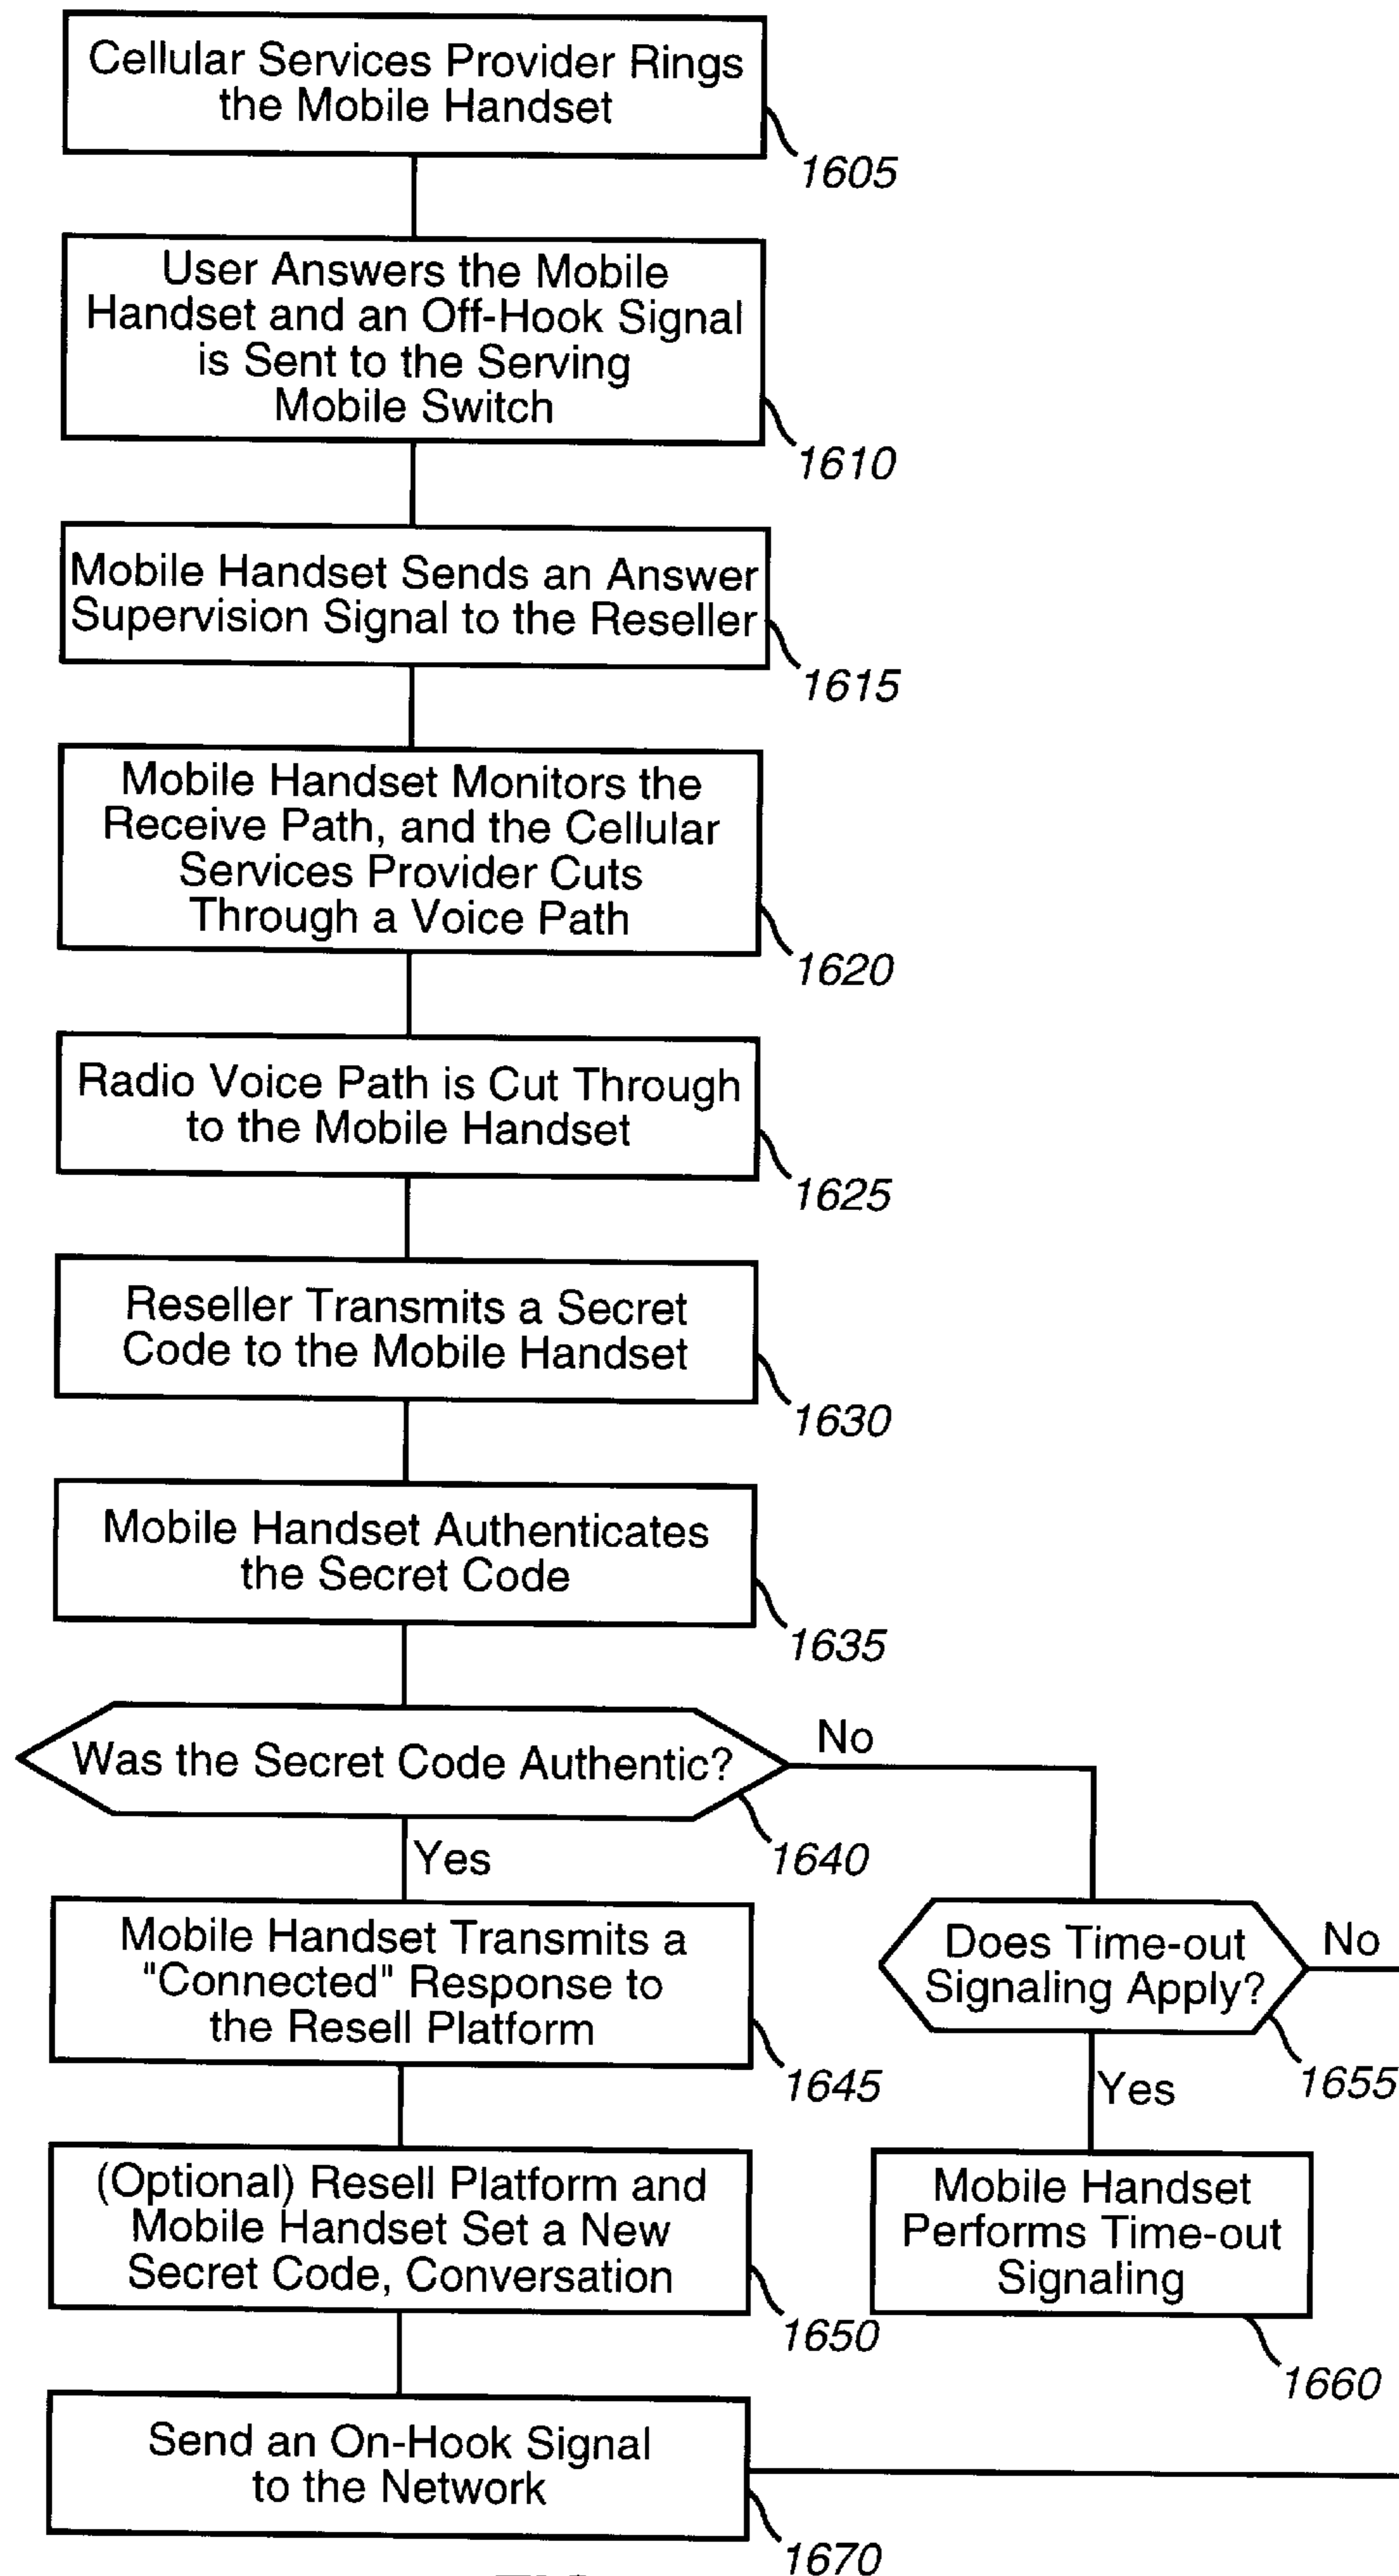 Cellular Services Provider Rings
the Mobile Handset
1605
User Answers the Mobile
Handset and an Off-Hook Signal
is Sent to the Serving
Mobile Switch
1610
Mobile Handset Sends an Answer
Supervision Signal to the Reseller
1615
Mobile Handset Monitors the
Receive Path, and the Cellular
Services Provider Cuts
Through a Voice Path
1620
Radio Voice Path is Cut Through
to the Mobile Handset
1625
Reseller Transmits a Secret
Code to the Mobile Handset
1630
Mobile Handset Authenticates
the Secret Code
1635
Was the Secret Code Authentic?
No
1640
Yes
Mobile Handset Transmits a
"Connected" Response to
the Resell Platform
1645
Does Time-out
Signaling Apply?
No
1655
Yes
(Optional) Resell Platform and
Mobile Handset Set a New
Secret Code, Conversation
1650
Mobile Handset
Performs Time-out
Signaling
1660
Send an On-Hook Signal
to the Network
1670